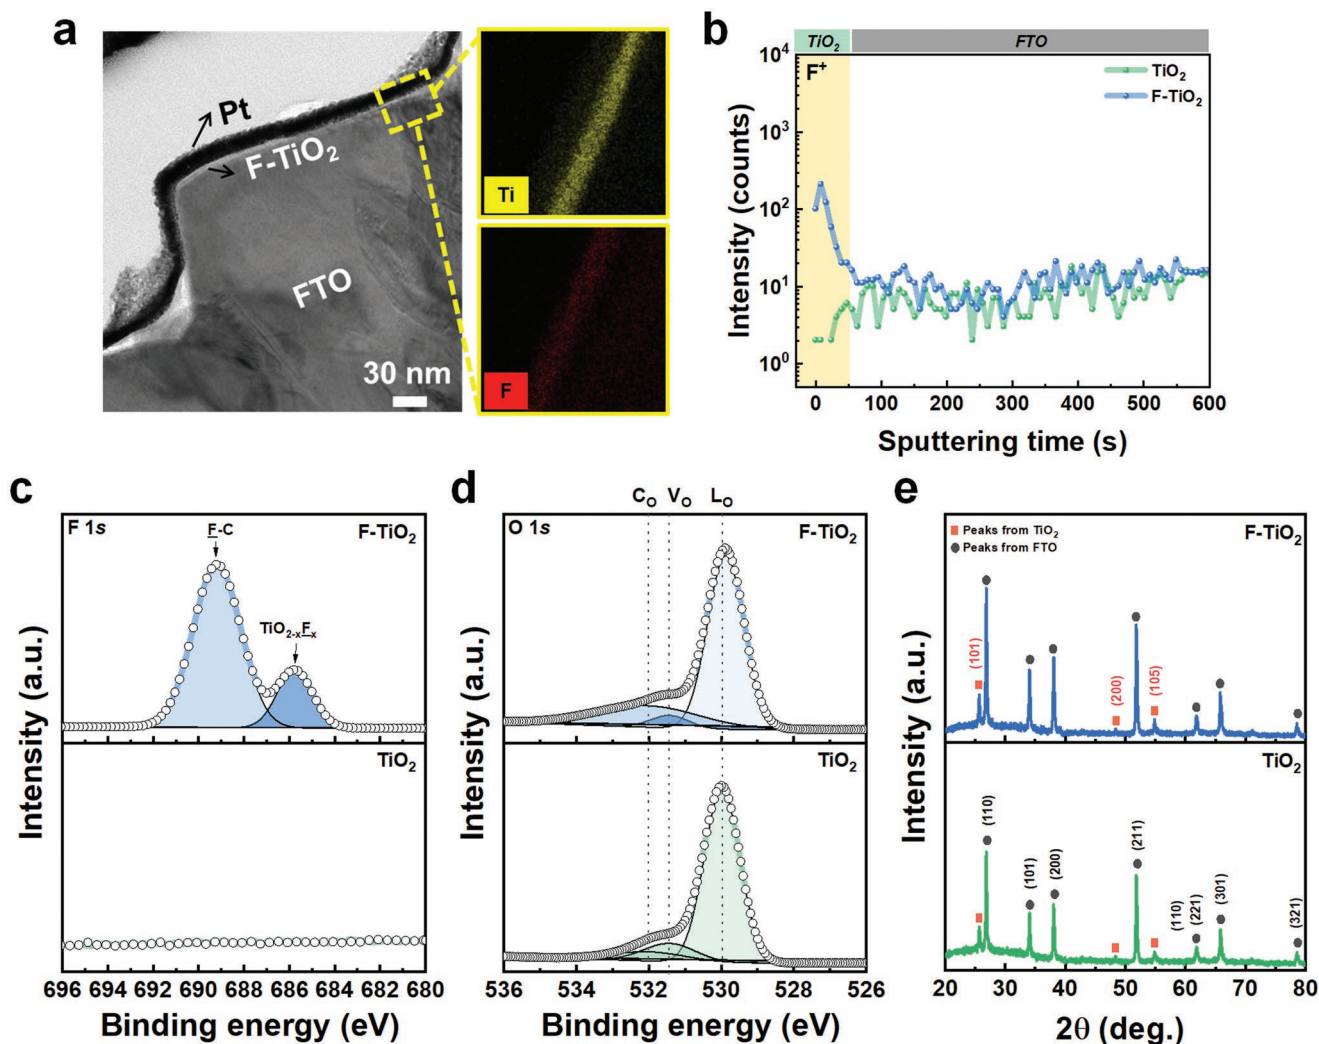 a
Pt
F-TiO2
FTO
30 nm
Ti
F
b
TiO2
FTO
F+
TiO2
F-TiO2
10^4
10^3
10^2
10^1
10^0
Intensity (counts)
0 100 200 300 400 500 600
Sputtering time (s)
c
F 1s
F-C
F-TiO2
TiO2-xFx
TiO2
Intensity (a.u.)
696 694 692 690 688 686 684 682 680
Binding energy (eV)
d
CO VO LO
O 1s
F-TiO2
TiO2
Intensity (a.u.)
536 534 532 530 528 526
Binding energy (eV)
e
Peaks from TiO2
Peaks from FTO
F-TiO2
(101)
(200)
(105)
TiO2
(110)
(101)
(200)
(211)
(110)
(221)
(301)
(321)
Intensity (a.u.)
20 30 40 50 60 70 80
2θ (deg.)